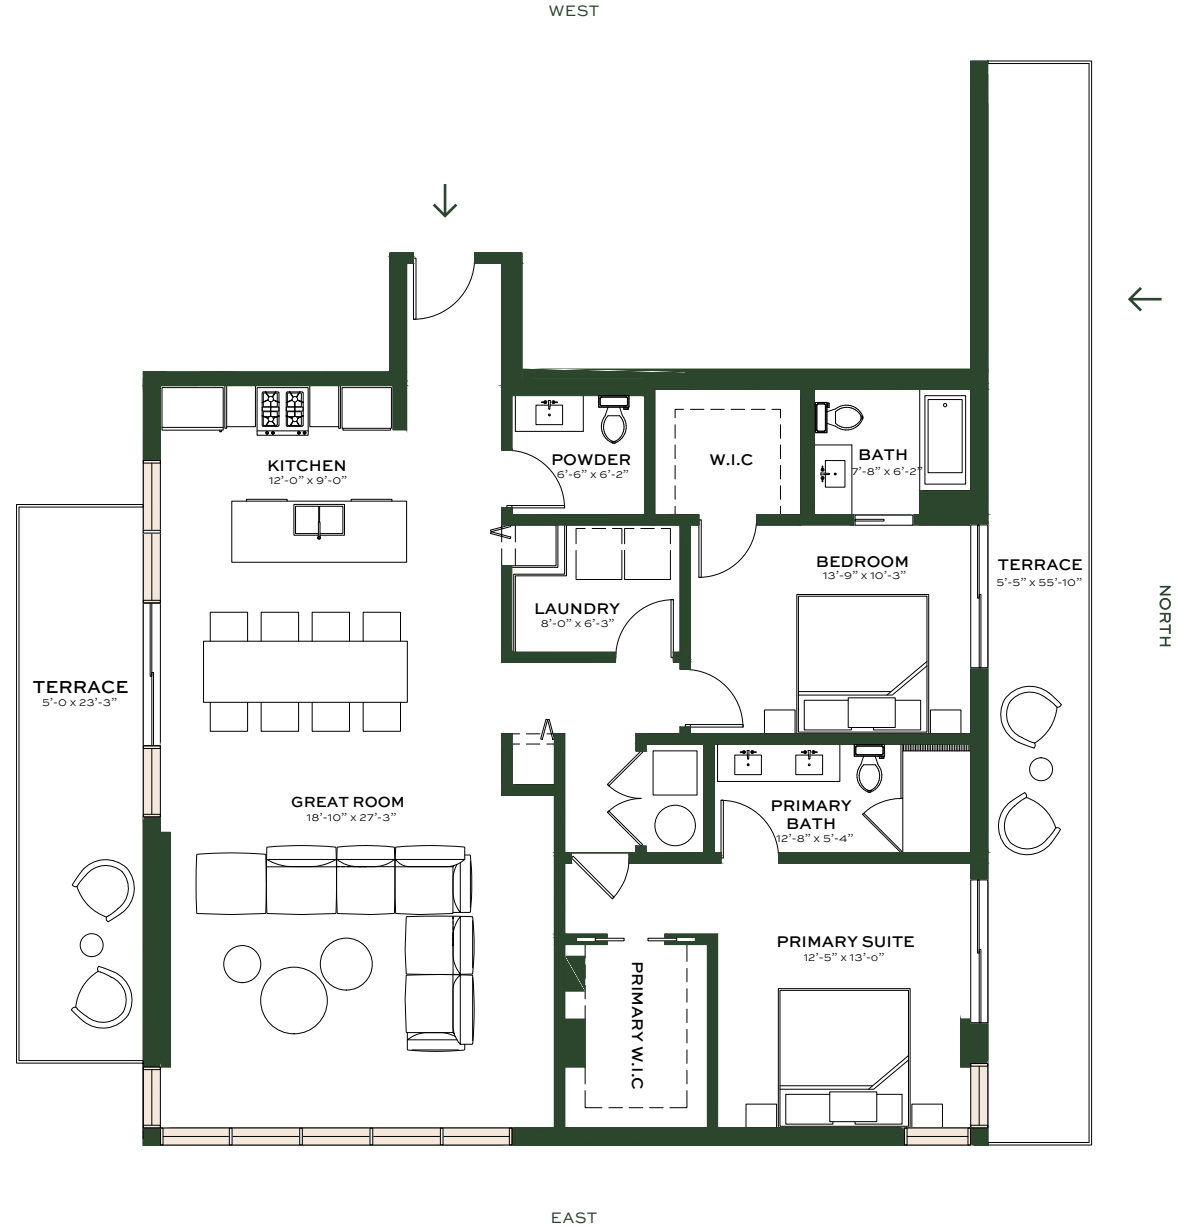 WEST
KITCHEN
12’-0” x 9’-0”
POWDER
6’-6” x 6’-2”
W.I.C
BATH
7’-8” x 6’-2”
BEDROOM
13’-9” x 10’-3”
TERRACE
5’-5” x 55’-10”
NORTH
LAUNDRY
8’-0” x 6’-3”
TERRACE
5’-0 x 23’-3”
GREAT ROOM
18’-10” x 27’-3”
PRIMARY
BATH
12’-8” x 5’-4”
PRIMARY SUITE
12’-5” x 13’-0”
PRIMARY W.I.C
EAST